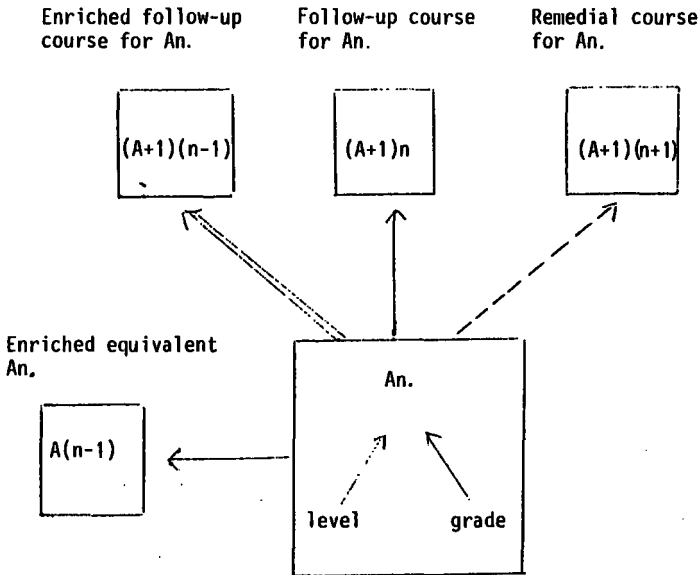 Enriched follow-up
course for An.
Follow-up course
for An.
Remedial course
for An.
(A+1)(n-1)
(A+1)n
(A+1)(n+1)
Enriched equivalent
An.
A(n-1)
An.
level
grade